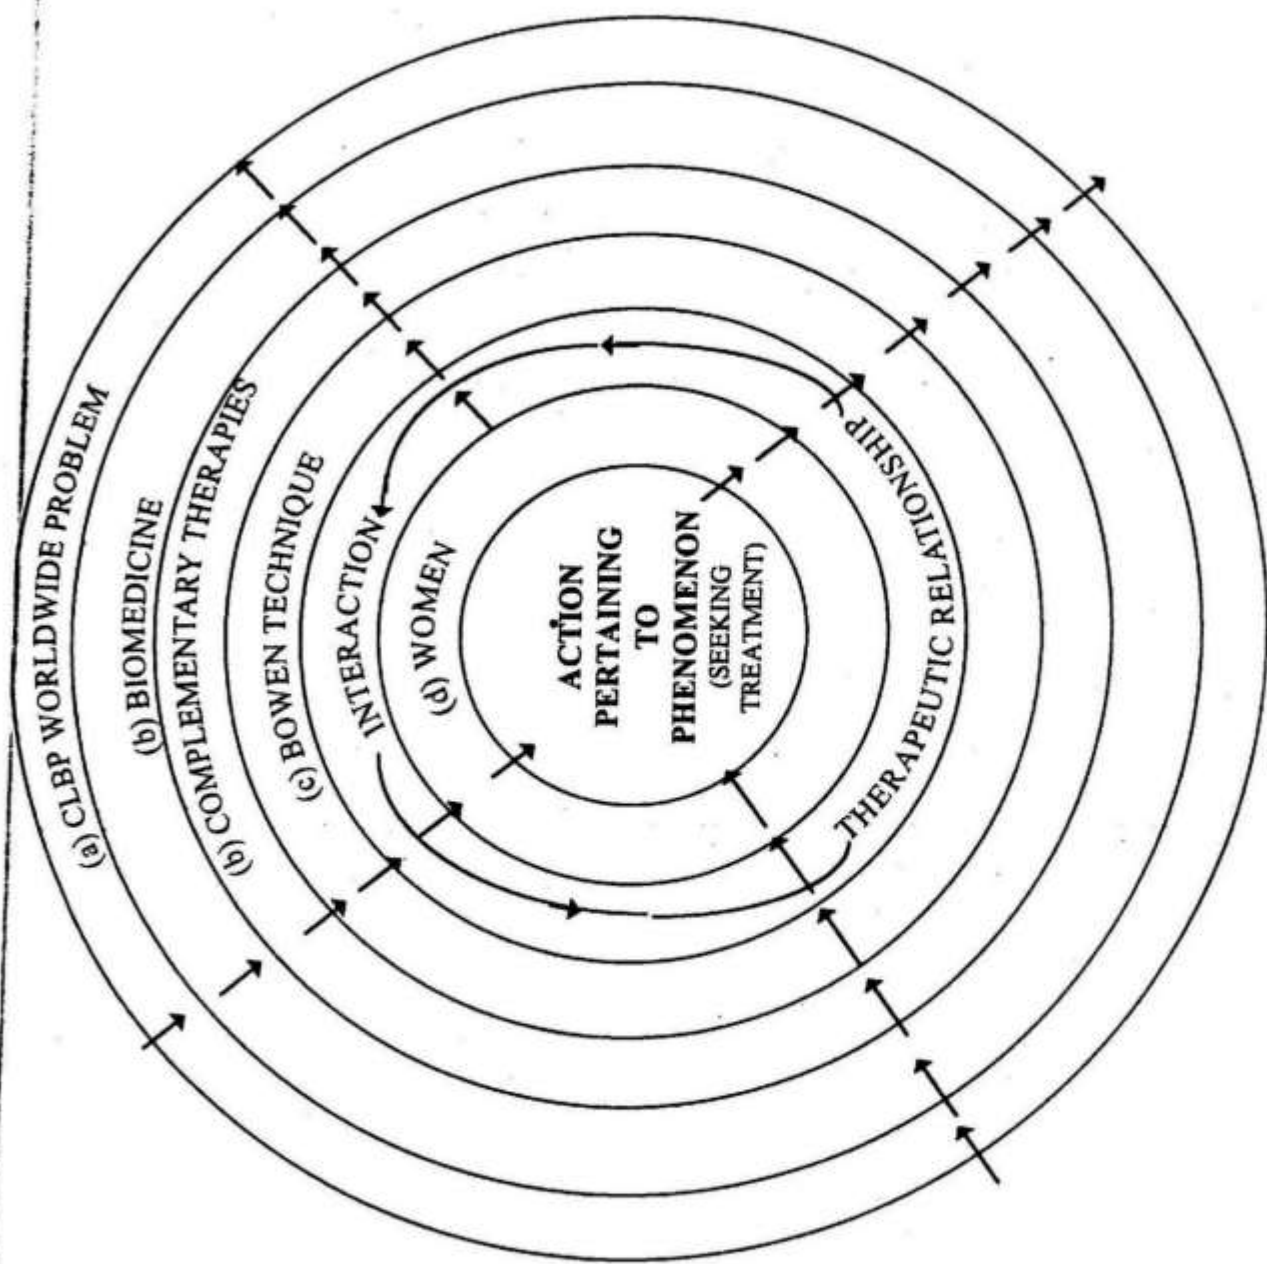 (a) CLBP WORLDWIDE PROBLEM
(b) BIOMEDICINE
(b) COMPLEMENTARY THERAPIES
(c) BOWEN TECHNIQUE
INTERACTION
(d) WOMEN
ACTION
PERTAINING
TO
PHENOMENON
(SEEKING
TREATMENT)
THERAPEUTIC RELATIONSHIP